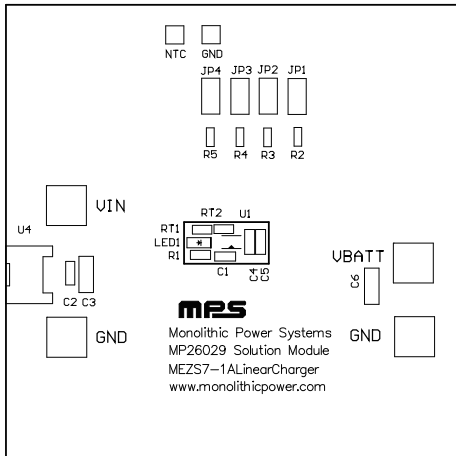 NTC GND
JP4 JP3 JP2 JP1
R5 R4 R3 R2
VIN
U4
RT2 U1
RT1
LED1
R1
C1 C4 C5
VBATT
C6
C2 C3
GND
GND
MPS
Monolithic Power Systems
MP26029 Solution Module
MEZS7-1ALinearCharger
www.monolithicpower.com